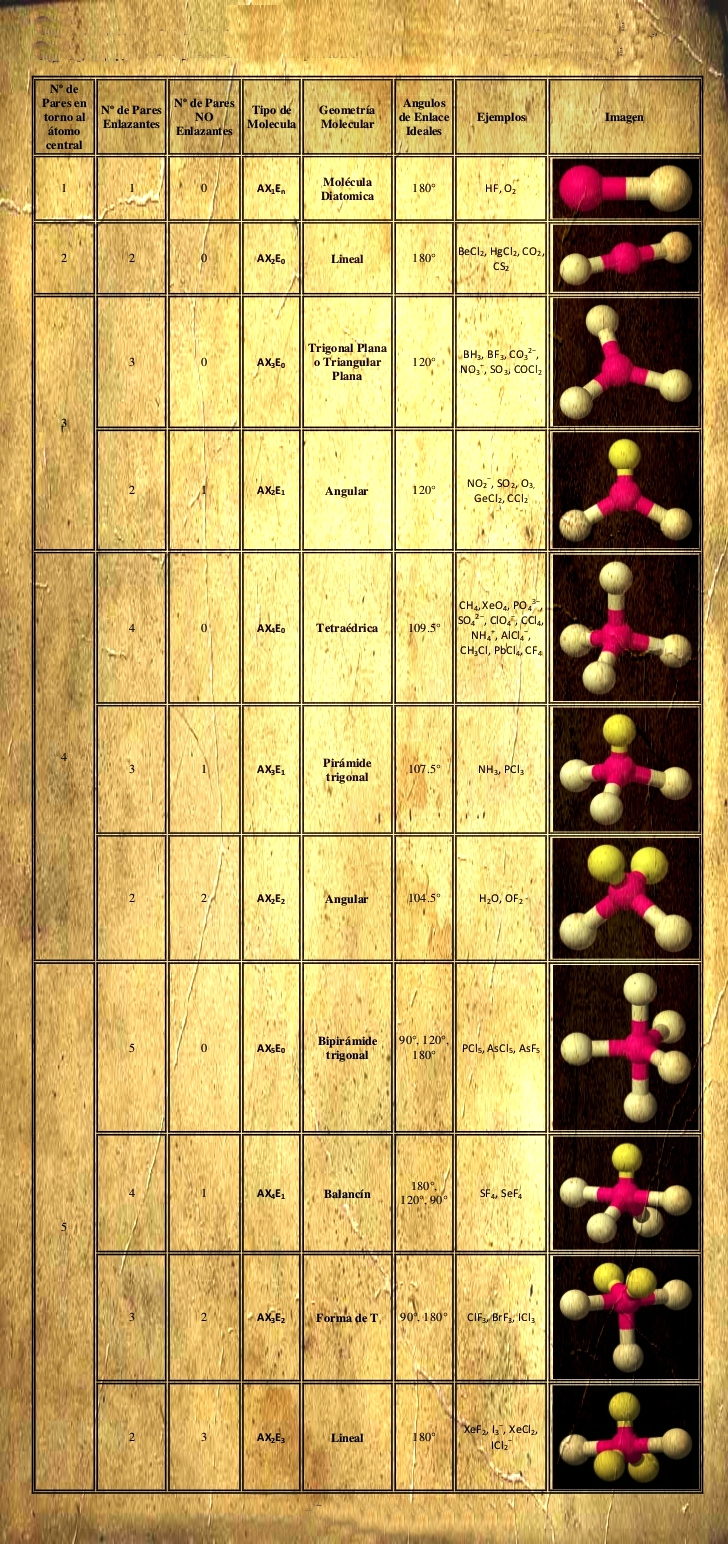 Nº de Pares en torno al átomo central
Nº de Pares Enlazantes
Nº de Pares NO Enlazantes
Tipo de Molecula
Geometría Molecular
Angulos de Enlace Ideales
Ejemplos
Imagen
1
1
0
AX₁Eₙ
Molécula Diatomica
180°
HF, O₂
2
2
0
AX₂E₀
Lineal
180°
BeCl₂, HgCl₂, CO₂,
CS₂
3
3
0
AX₃E₀
Trigonal Plana
o Triangular
Plana
120°
BH₃, BF₃, CO₃²⁻,
NO₃⁻, SO₃, COCl₂
2
1
AX₂E₁
Angular
120°
NO₂⁻, SO₂, O₃,
GeCl₂, CCl₂
4
4
0
AX₄E₀
Tetraédrica
109.5°
CH₄, XeO₄, PO₄³⁻,
SO₄²⁻, ClO₄⁻, CCl₄,
NH₄⁺, AlCl₄⁻,
CH₃Cl, PbCl₄, CF₄
3
1
AX₃E₁
Pirámide
trigonal
107.5°
NH₃, PCl₃
2
2
AX₂E₂
Angular
104.5°
H₂O, OF₂
5
5
0
AX₅E₀
Bipirámide
trigonal
90°, 120°,
180°
PCl₅, AsCl₅, AsF₅
4
1
AX₄E₁
Balancín
180°,
120°, 90°
SF₄, SeF₄
3
2
AX₃E₂
Forma de T
90°, 180°
ClF₃, BrF₃, ICl₃
2
3
AX₂E₃
Lineal
180°
XeF₂, I₃⁻, XeCl₂,
ICl₂⁻